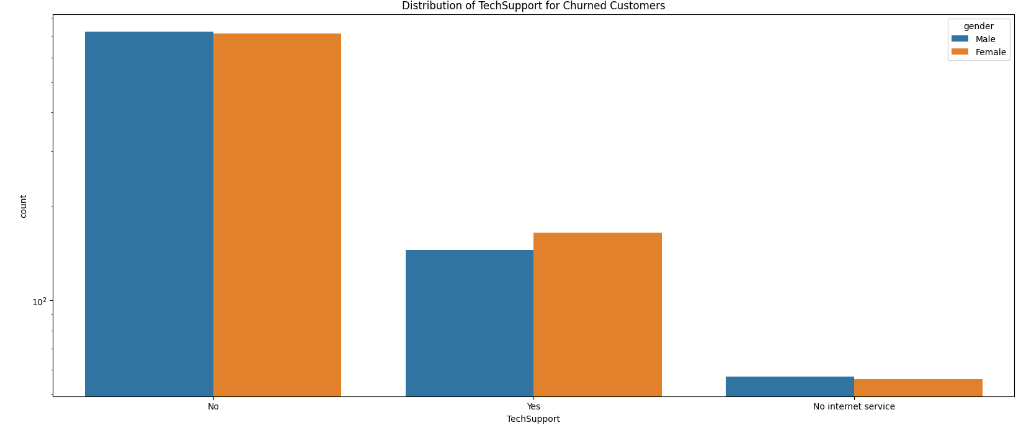 Distribution of TechSupport for Churned Customers
gender
Male
Female
count
10²
No
Yes
No internet service
TechSupport